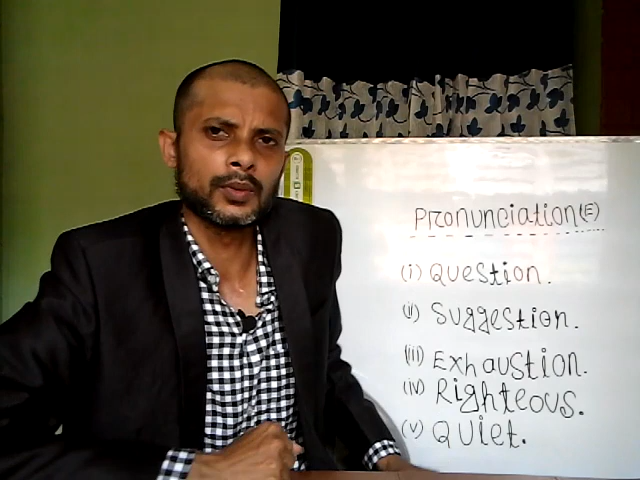 Pronunciation(E)
(i) Question.
(ii) Suggestion.
(iii) Exhaustion.
(iv) Righteous.
(v) Quiet.